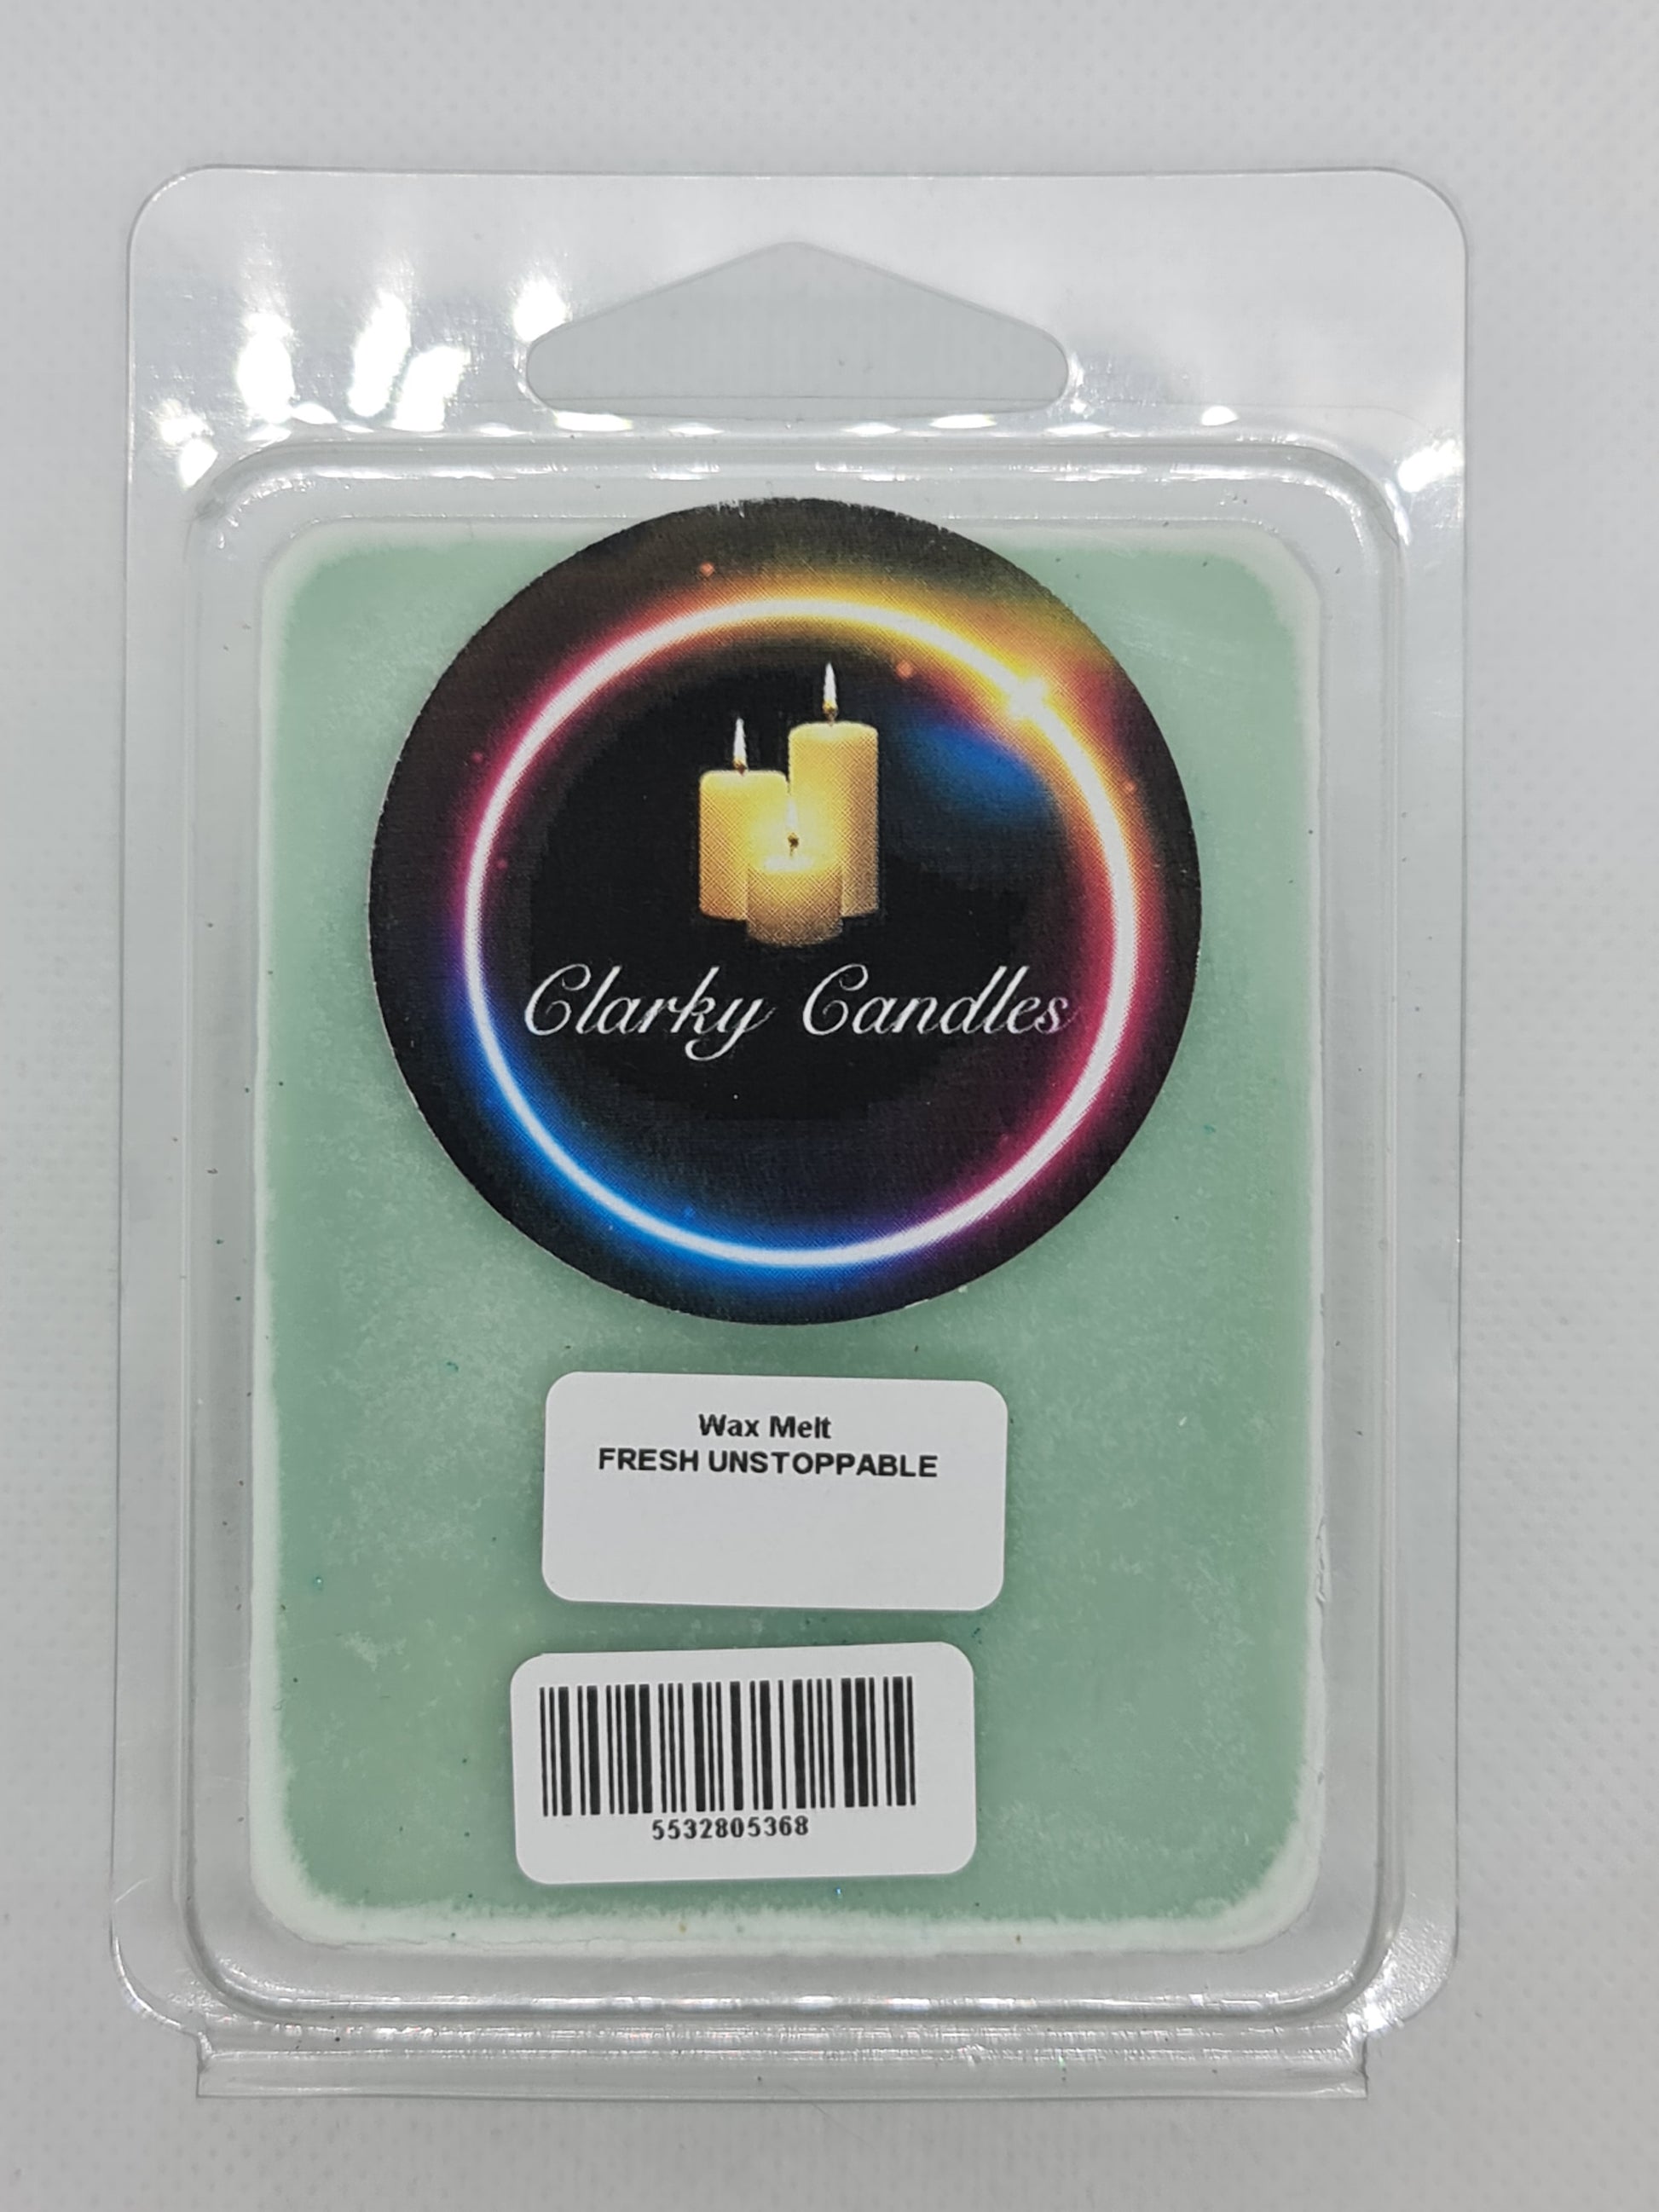 Clarky Candles
Wax Melt
FRESH UNSTOPPABLE
5532805368